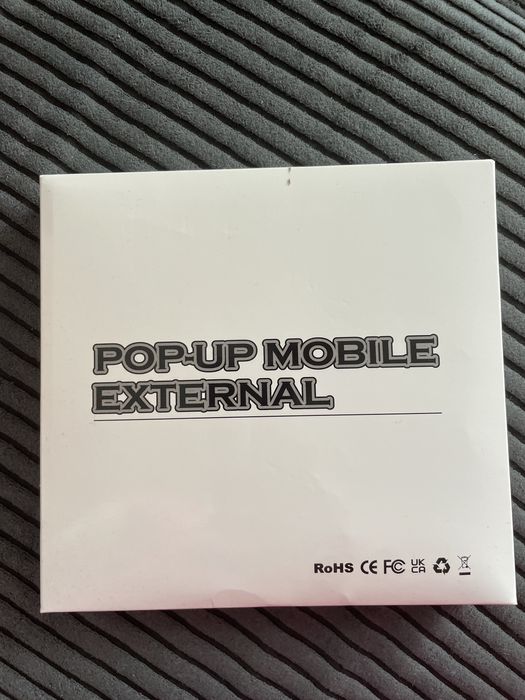 POP-UP MOBILE
EXTERNAL
RoHS CE FC UK CA